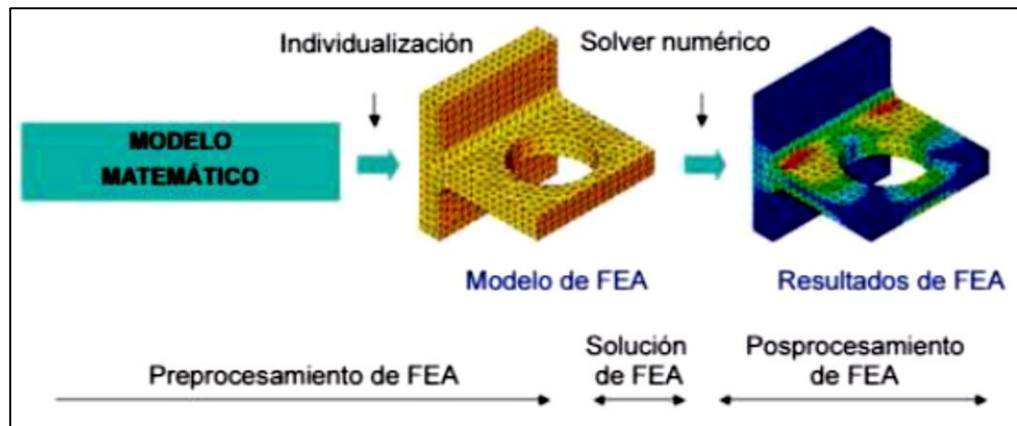 Individualización
Solver numérico
MODELO
MATEMÁTICO
Modelo de FEA
Resultados de FEA
Preprocesamiento de FEA
Solución
de FEA
Posprocesamiento
de FEA